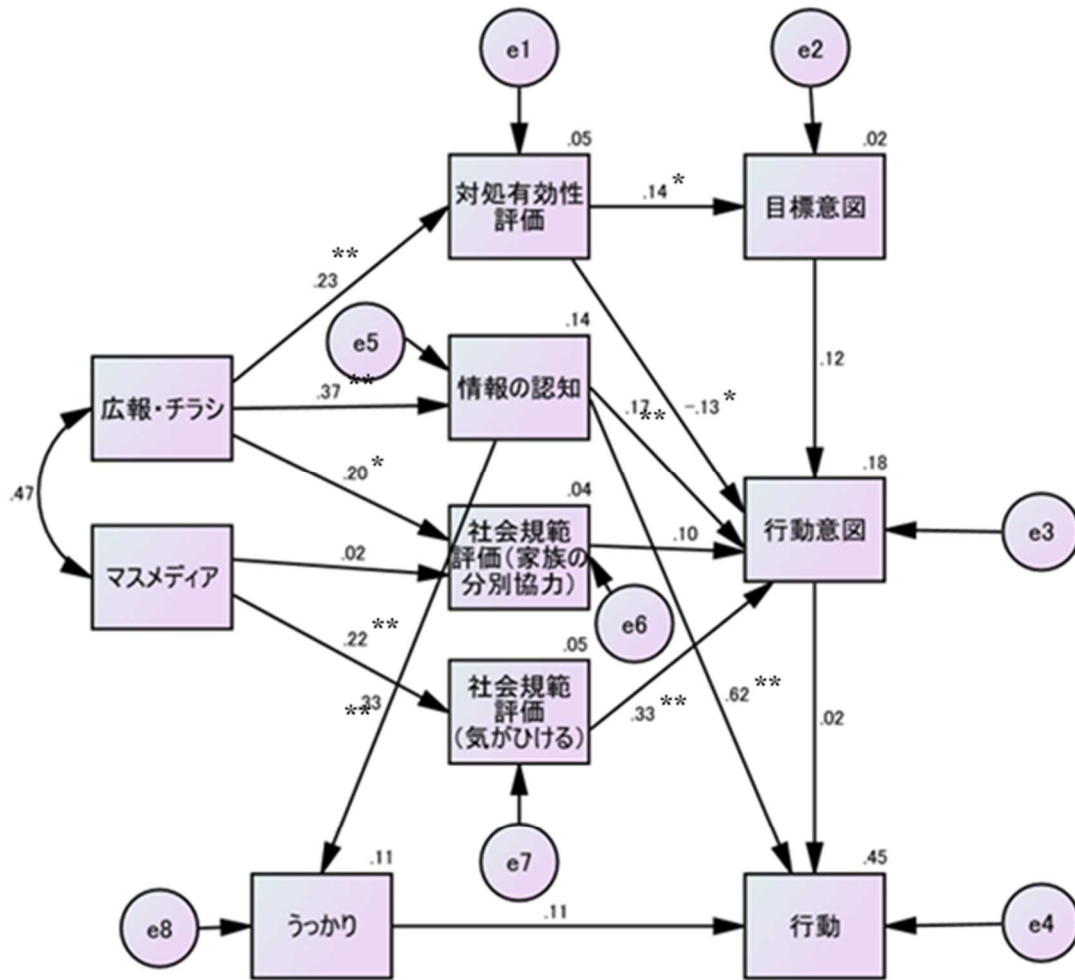 e1
e2
.05
.02
対処有効性
評価
.14
*
目標意図
**
.23
e5
.14
広報・チラシ
.37
**
情報の認知
.17
**
-.13
*
.12
.20
*
.47
.04
.18
マスメディア
.02
社会規範
評価(家族の
分別協力)
.10
行動意図
e3
e6
.22
**
.05
社会規範
評価
(気がひける)
.33
**
.62
**
.33
**
.02
e7
.11
.45
e8
うっかり
.11
行動
e4